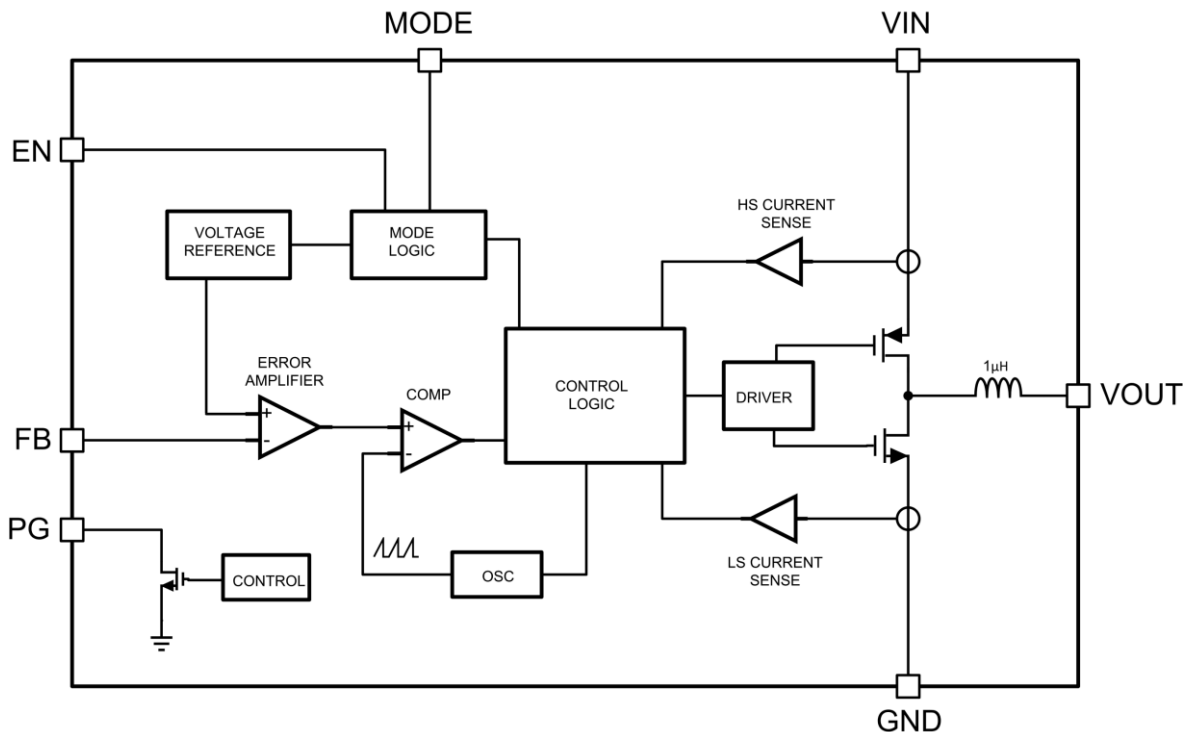 MODE
VIN
EN
HS CURRENT
SENSE
VOLTAGE
REFERENCE
MODE
LOGIC
ERROR
AMPLIFIER
COMP
CONTROL
LOGIC
DRIVER
1µH
VOUT
+
-
+
-
FB
PG
CONTROL
OSC
LS CURRENT
SENSE
GND